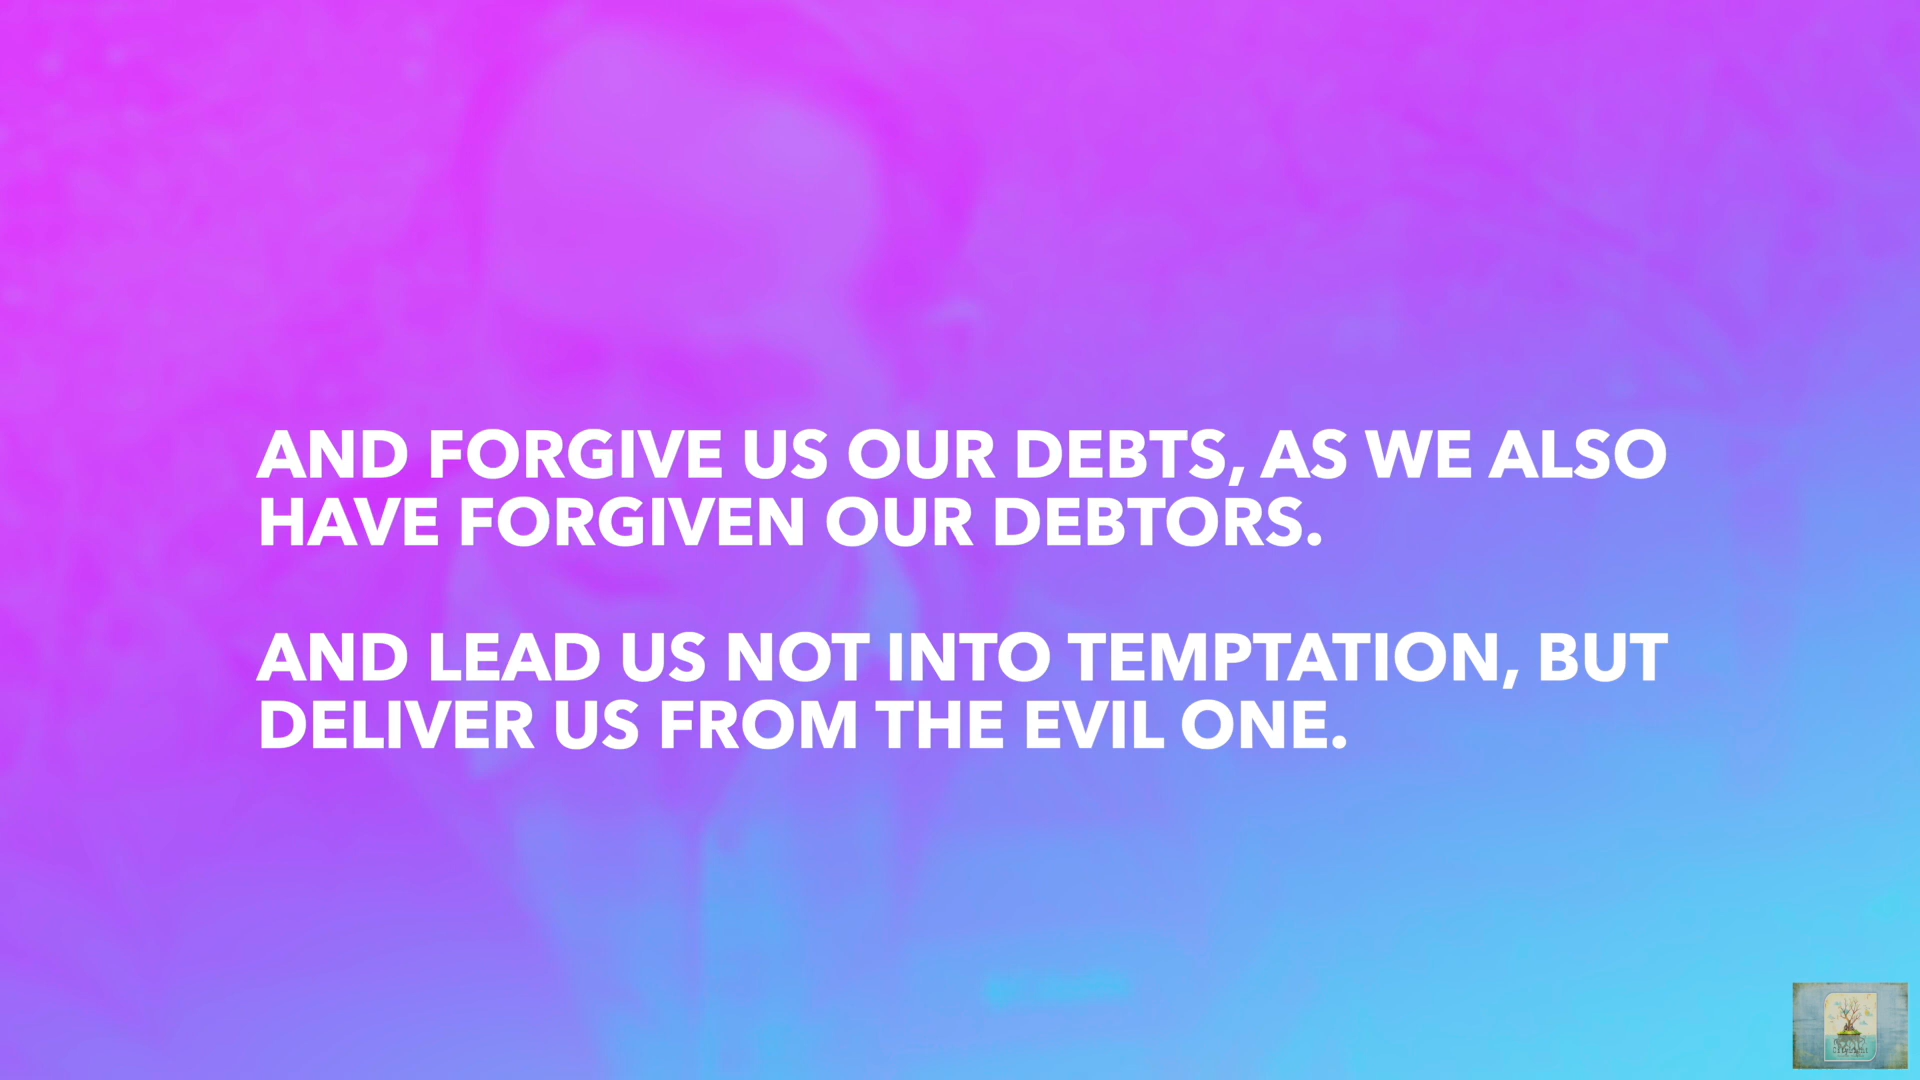 AND FORGIVE US OUR DEBTS, AS WE ALSO
HAVE FORGIVEN OUR DEBTORS.
AND LEAD US NOT INTO TEMPTATION, BUT
DELIVER US FROM THE EVIL ONE.